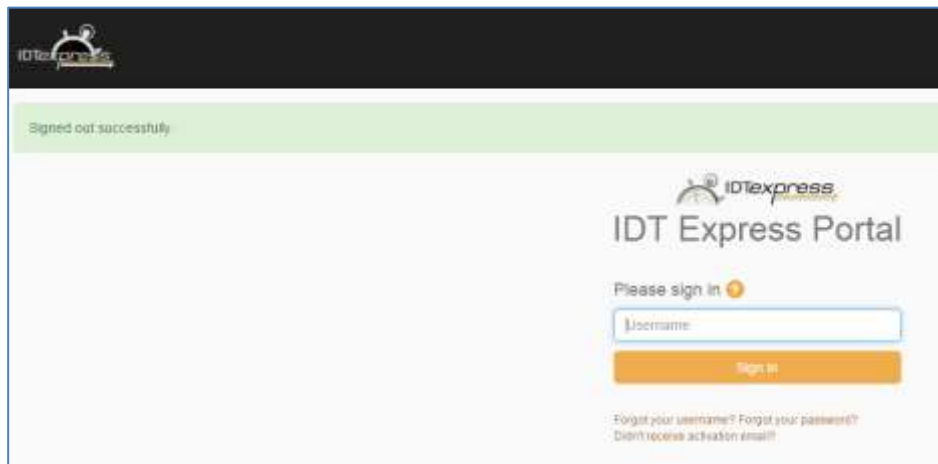 IDTexpress
Signed out successfully.
IDTexpress
IDT Express Portal
Please sign in
Username
Sign in
Forgot your username? Forgot your password?
Didn't receive activation email?